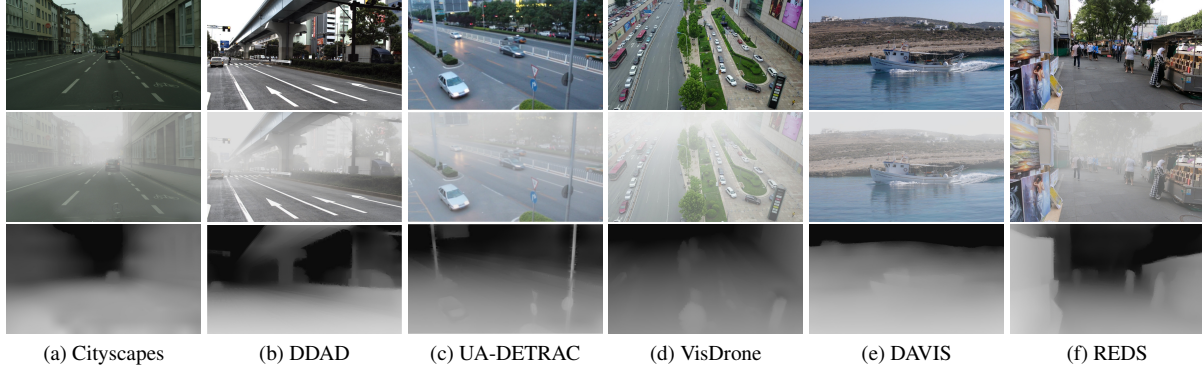 (a) Cityscapes
(b) DDAD
(c) UA-DETRAC
(d) VisDrone
(e) DAVIS
(f) REDS